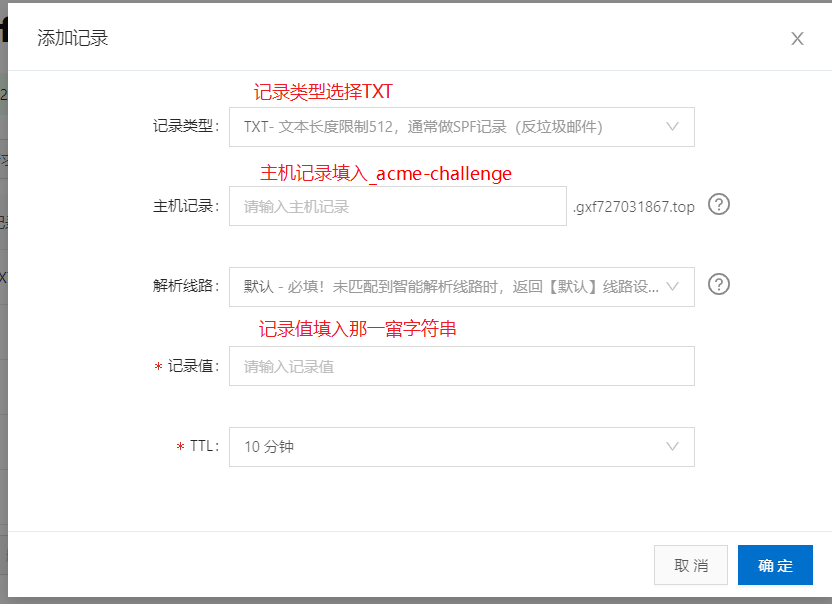 添加记录
记录类型选择TXT
记录类型: TXT- 文本长度限制512，通常做SPF记录（反垃圾邮件）
主机记录填入_acme-challenge
主机记录: 请输入主机记录 .gxf727031867.top ?
解析线路: 默认 - 必填！未匹配到智能解析线路时，返回【默认】线路设... ?
记录值填入那一窜字符串
* 记录值: 请输入记录值
* TTL: 10 分钟
取 消 确 定